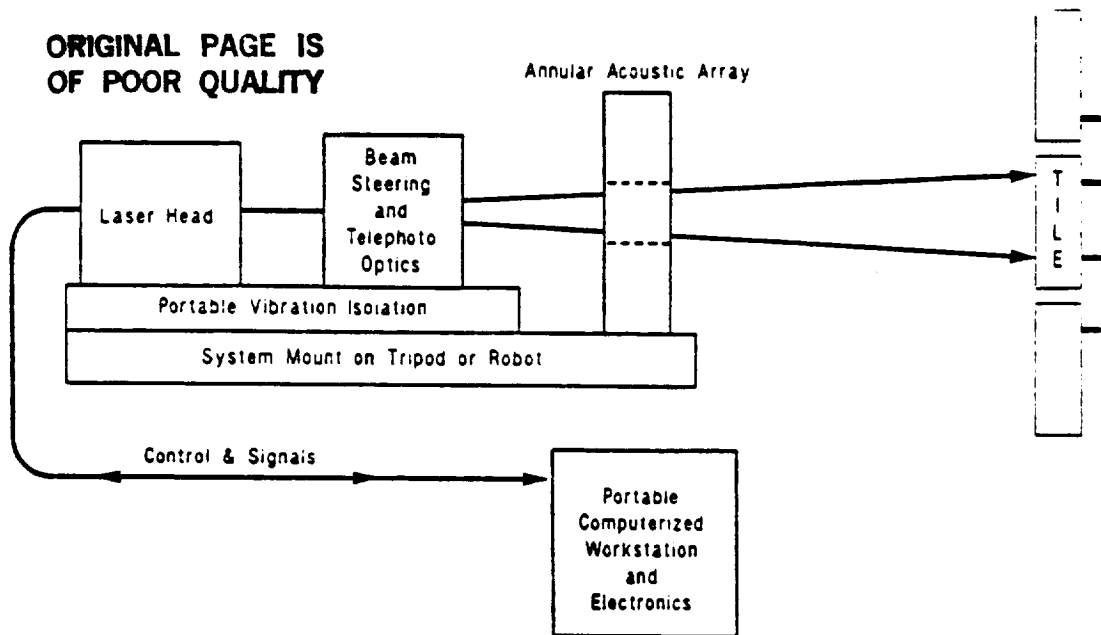 ORIGINAL PAGE IS
OF POOR QUALITY
Annular Acoustic Array
Laser Head
Beam
Steering
and
Telephoto
Optics
T
I
L
E
Portable Vibration Isolation
System Mount on Tripod or Robot
Control & Signals
Portable
Computerized
Workstation
and
Electronics